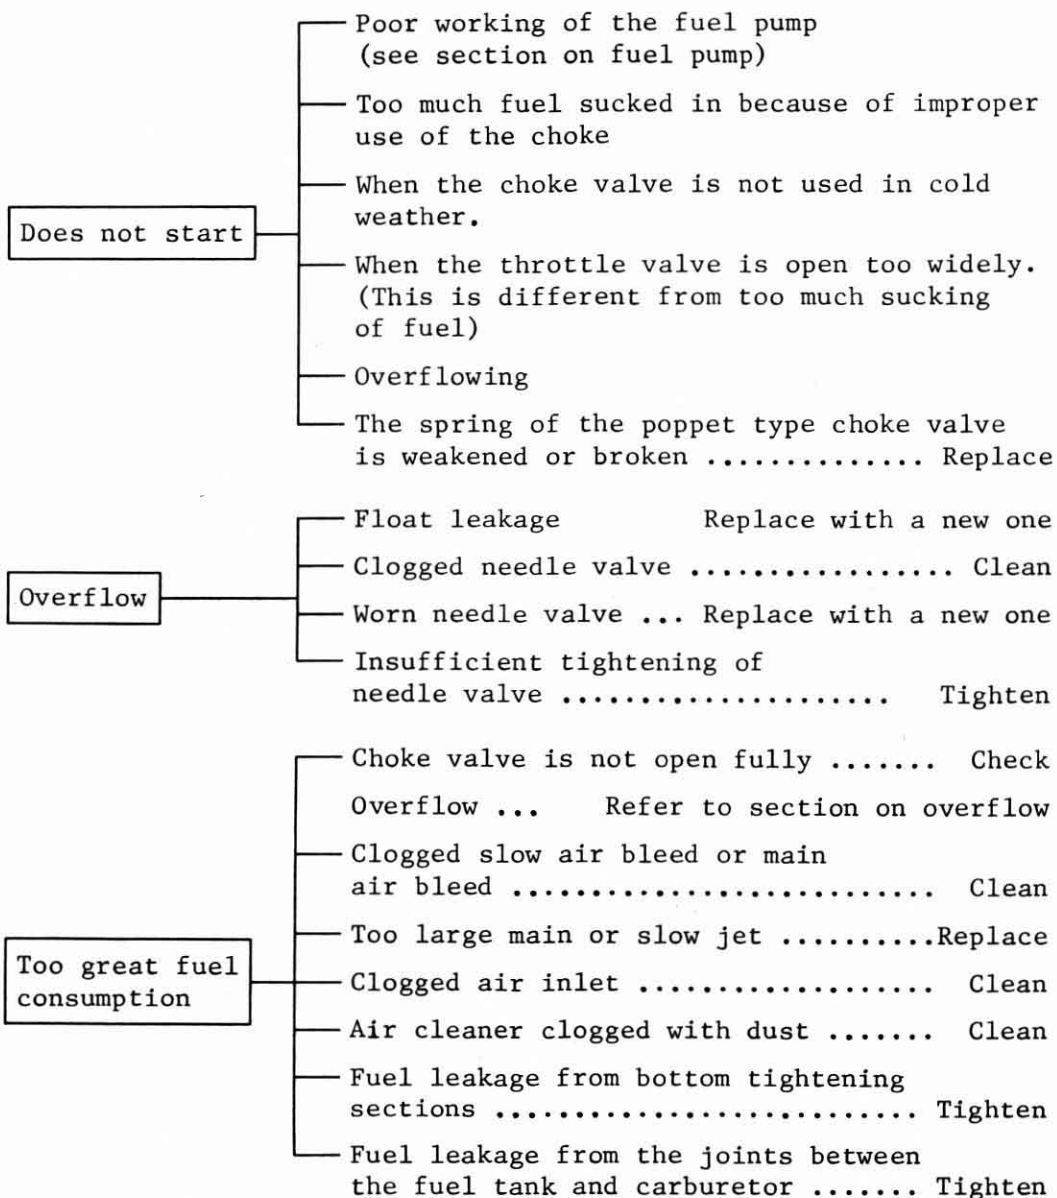 Does not start
Poor working of the fuel pump
(see section on fuel pump)
Too much fuel sucked in because of improper
use of the choke
When the choke valve is not used in cold
weather.
When the throttle valve is open too widely.
(This is different from too much sucking
of fuel)
Overflowing
The spring of the poppet type choke valve
is weakened or broken .............. Replace
Overflow
Float leakage Replace with a new one
Clogged needle valve ................. Clean
Worn needle valve ... Replace with a new one
Insufficient tightening of
needle valve ..................... Tighten
Too great fuel
consumption
Choke valve is not open fully ....... Check
Overflow ... Refer to section on overflow
Clogged slow air bleed or main
air bleed ........................... Clean
Too large main or slow jet ..........Replace
Clogged air inlet ................... Clean
Air cleaner clogged with dust ....... Clean
Fuel leakage from bottom tightening
sections ........................... Tighten
Fuel leakage from the joints between
the fuel tank and carburetor ....... Tighten